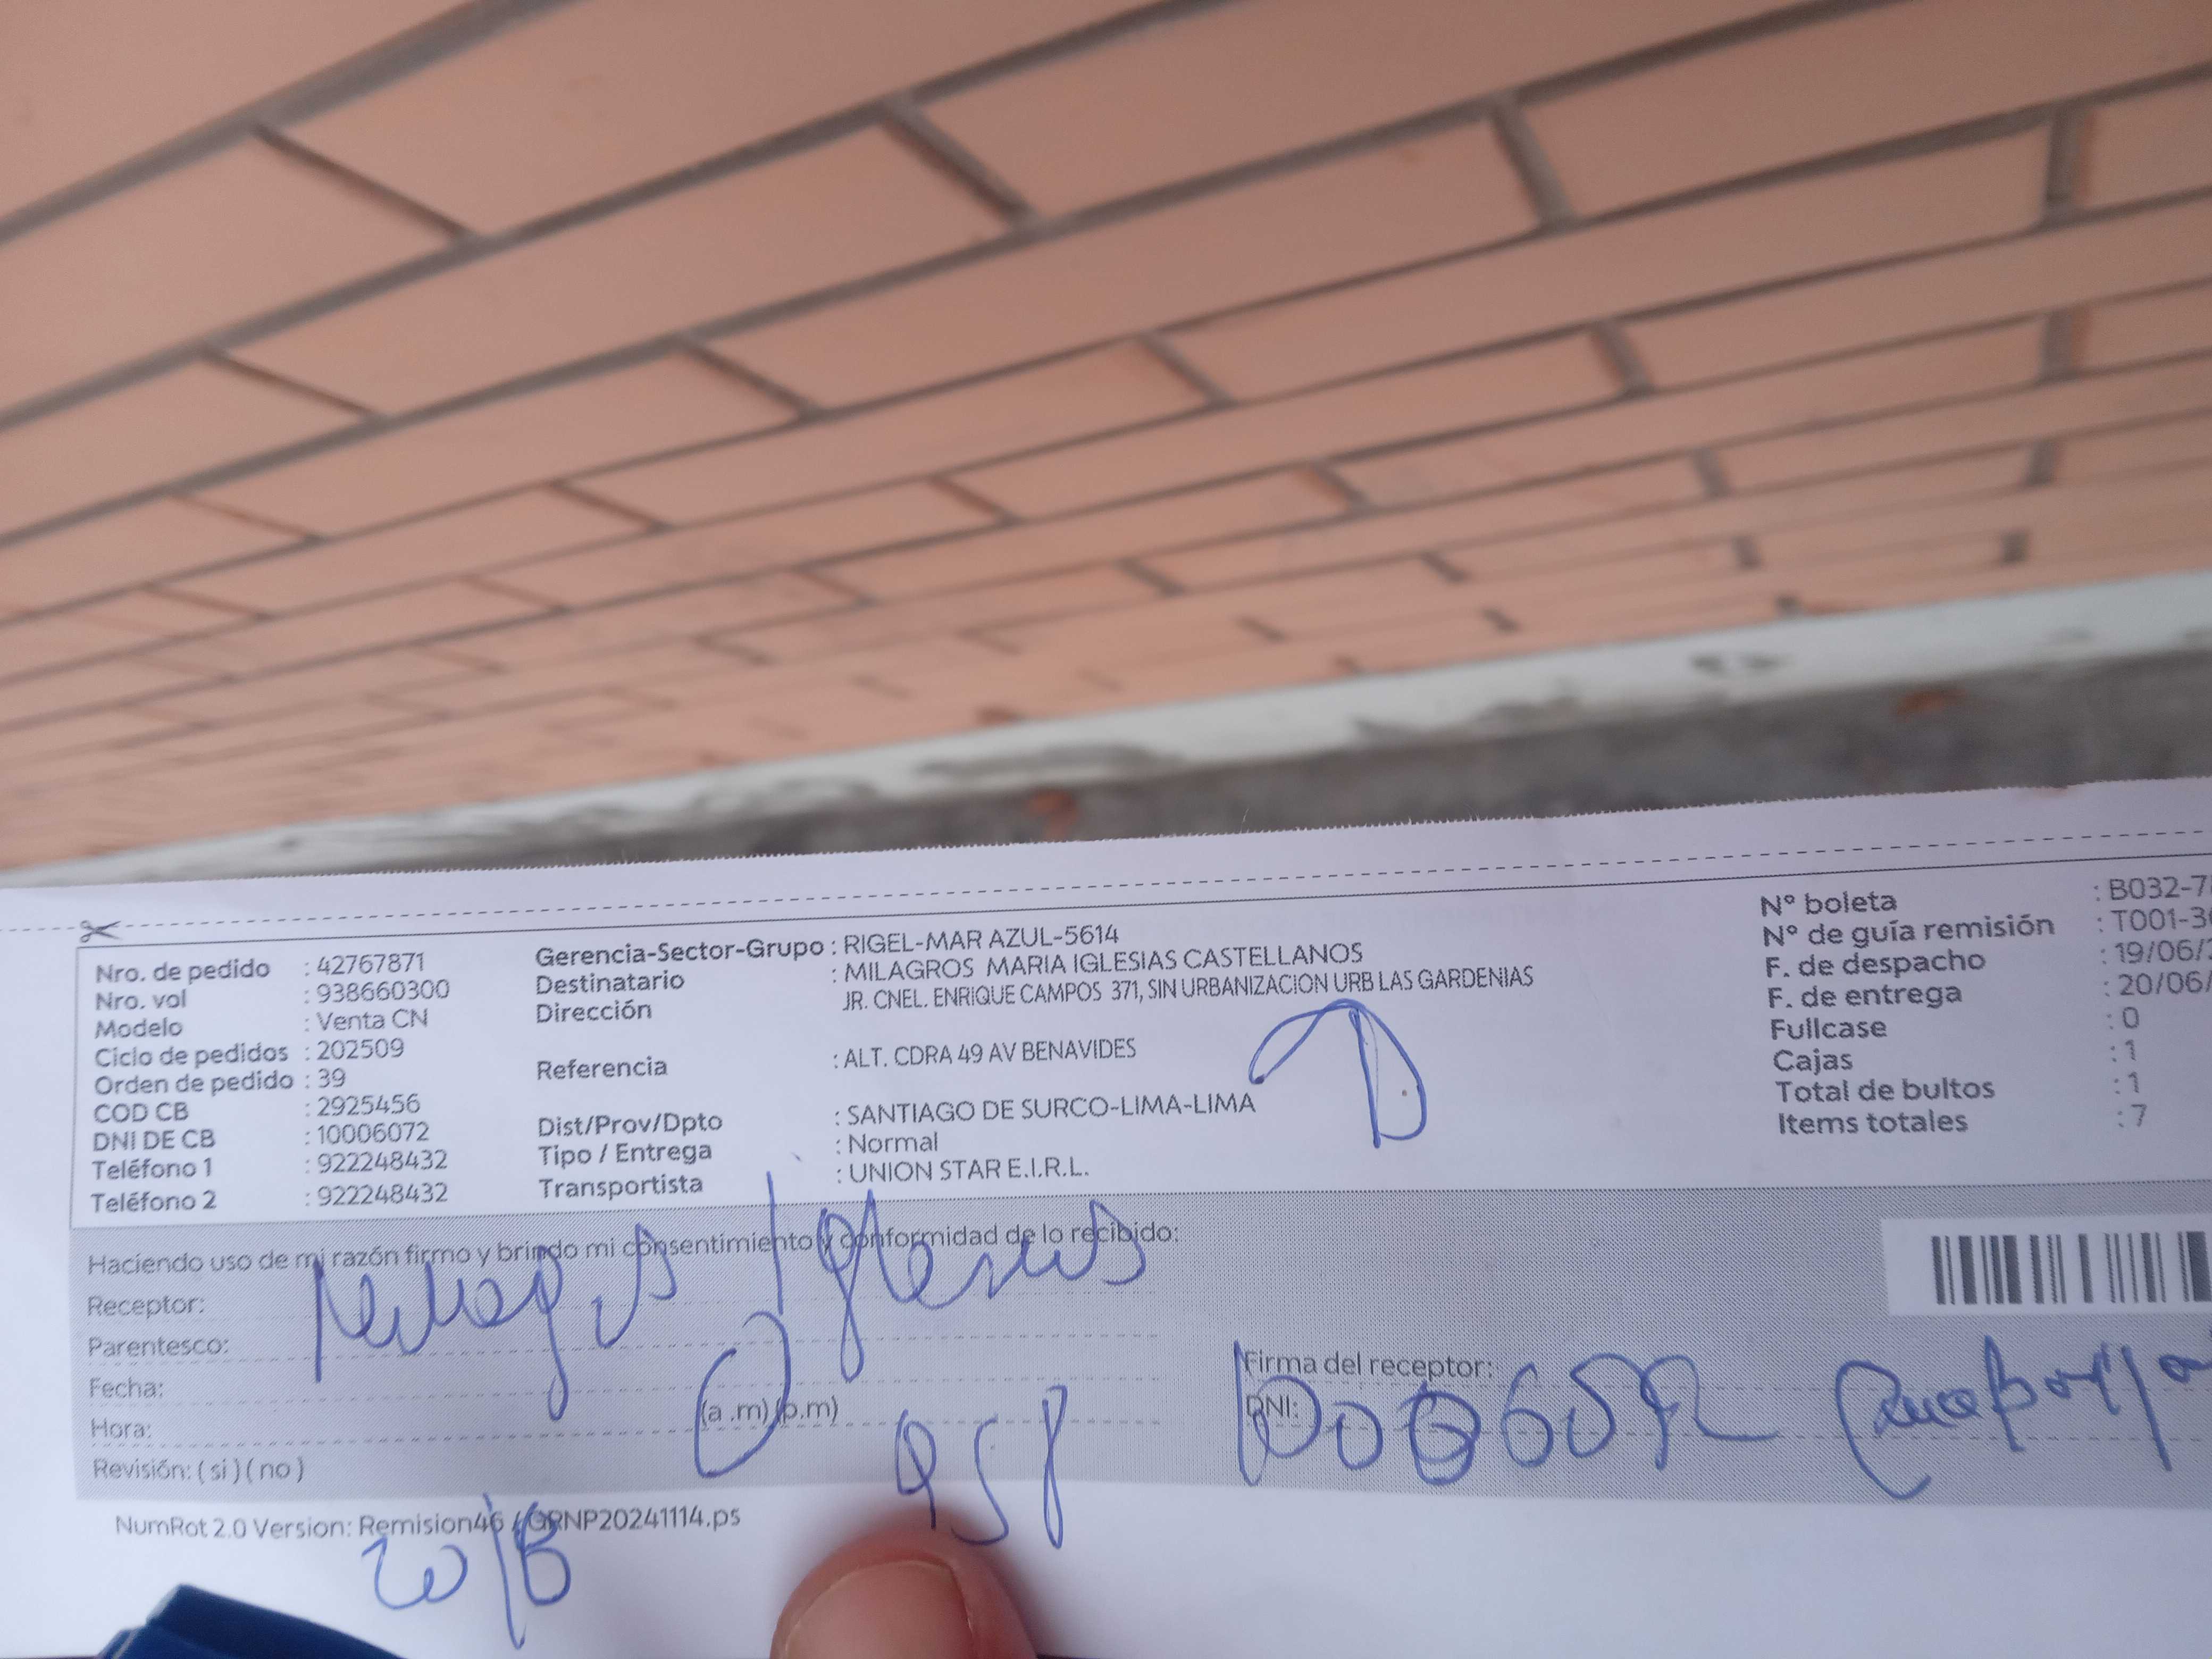 Nro. de pedido : 42767871
Nro. vol : 938660300
Modelo : Venta CN
Ciclo de pedidos : 202509
Orden de pedido : 39
COD CB : 2925456
DNI DE CB : 10006072
Teléfono 1 : 922248432
Teléfono 2 : 922248432
Gerencia-Sector-Grupo : RIGEL-MAR AZUL-5614
Destinatario : MILAGROS MARIA IGLESIAS CASTELLANOS
Dirección JR. CNEL. ENRIQUE CAMPOS 371, SIN URBANIZACION URB LAS GARDENIAS
Referencia : ALT. CDRA 49 AV BENAVIDES
Dist/Prov/Dpto : SANTIAGO DE SURCO-LIMA-LIMA
Tipo / Entrega : Normal
Transportista : UNION STAR E.I.R.L.
N° boleta : B032-7
N° de guía remisión : T001-3
F. de despacho : 19/06/
F. de entrega : 20/06/
Fullcase : 0
Cajas : 1
Total de bultos : 1
Items totales : 7
Haciendo uso de mi razón firmo y brindo mi consentimiento y conformidad de lo recibido:
Receptor: Milagros Iglesias
Parentesco:
Fecha:
Hora: (a .m) (p.m)
958
Revisión: ( si ) ( no )
Firma del receptor:
DNI:
NumRot 2.0 Version: Remision46 / GRNP20241114.ps
20/6